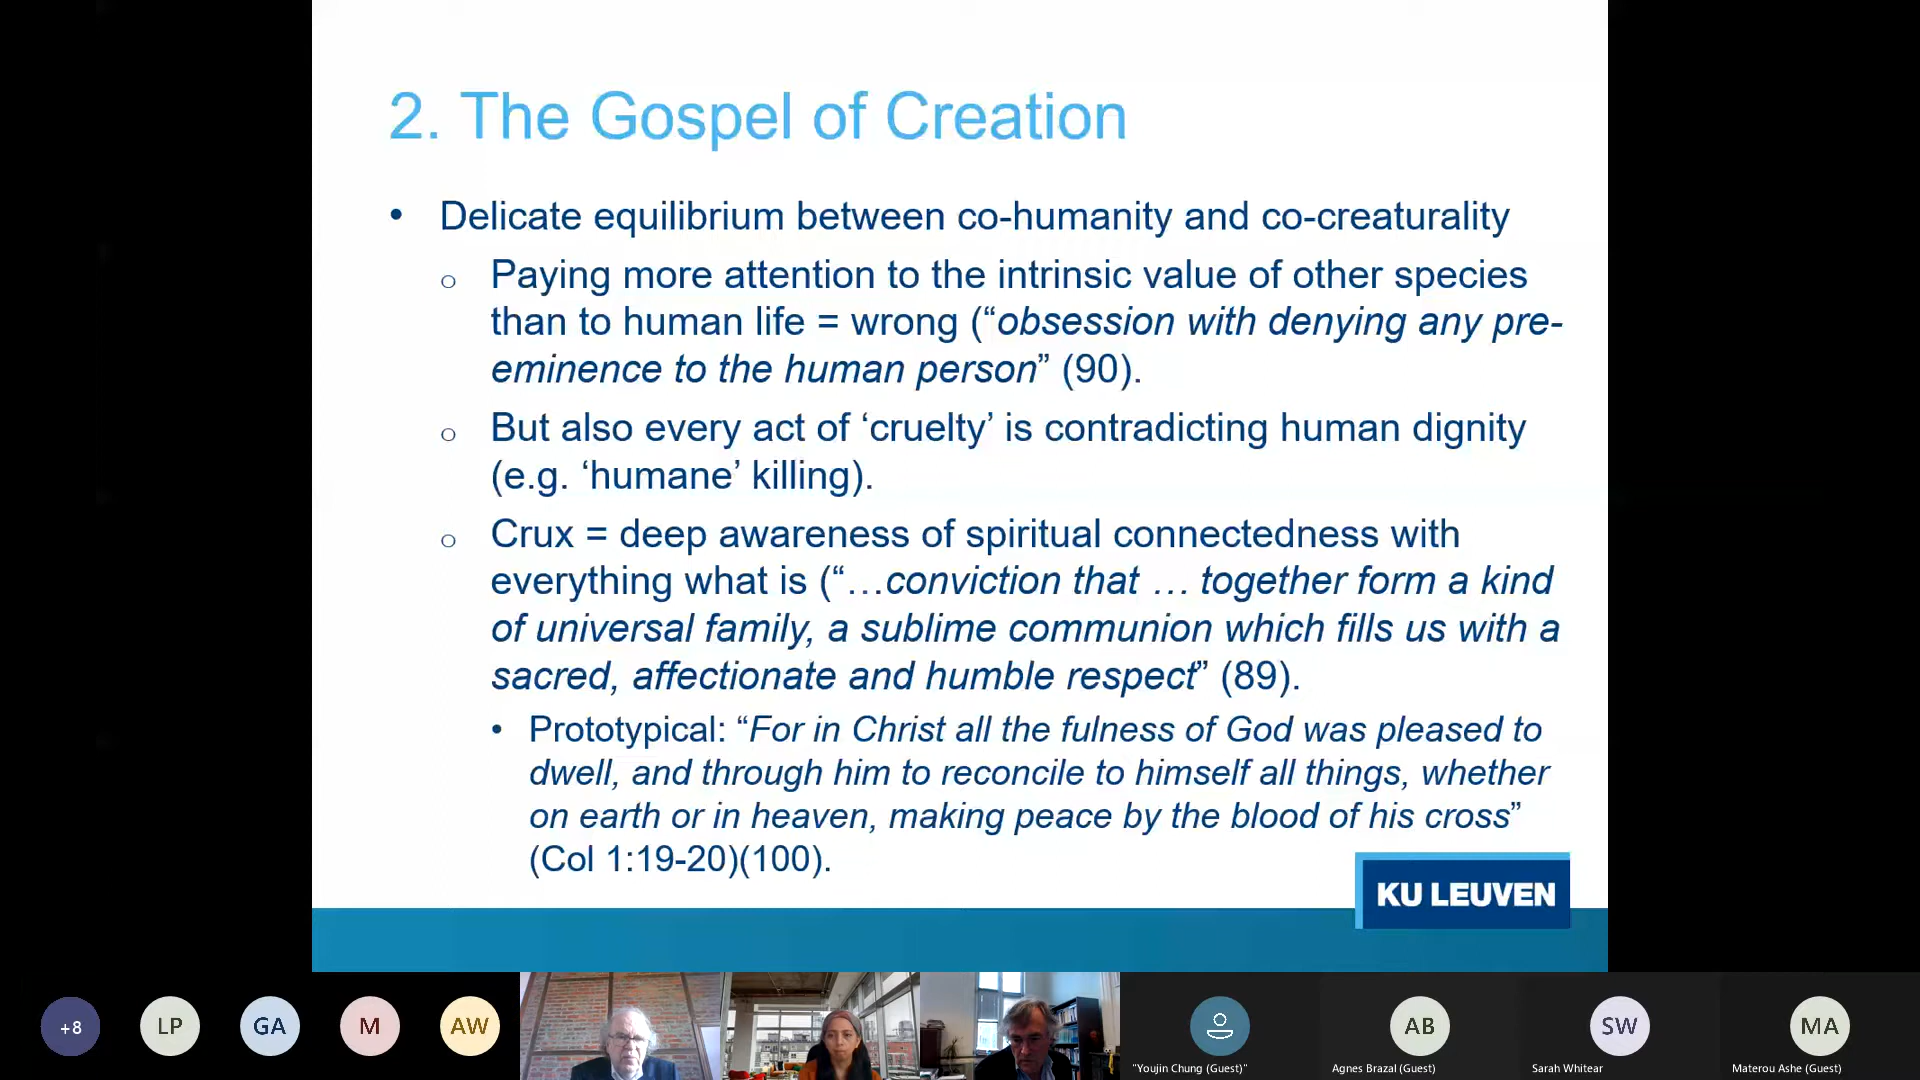 2. The Gospel of Creation
• Delicate equilibrium between co-humanity and co-creaturality
o Paying more attention to the intrinsic value of other species
than to human life = wrong (“obsession with denying any pre-
eminence to the human person” (90).
o But also every act of ‘cruelty’ is contradicting human dignity
(e.g. ‘humane’ killing).
o Crux = deep awareness of spiritual connectedness with
everything what is (“…conviction that … together form a kind
of universal family, a sublime communion which fills us with a
sacred, affectionate and humble respect” (89).
• Prototypical: “For in Christ all the fulness of God was pleased to
dwell, and through him to reconcile to himself all things, whether
on earth or in heaven, making peace by the blood of his cross”
(Col 1:19-20)(100).
KU LEUVEN
+8
LP
GA
M
AW
AB
SW
MA
"Youjin Chung (Guest)"
Agnes Brazal (Guest)
Sarah Whitear
Materou Ashe (Guest)